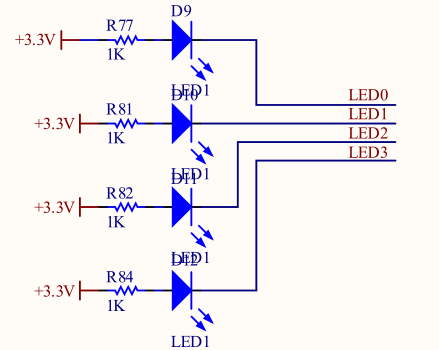 D9
R77
+3.3V
1K
LED1
D10
LED0
R81
LED1
+3.3V
1K
LED2
LED3
LED1
D11
R82
+3.3V
1K
LED1
D12
R84
+3.3V
1K
LED1